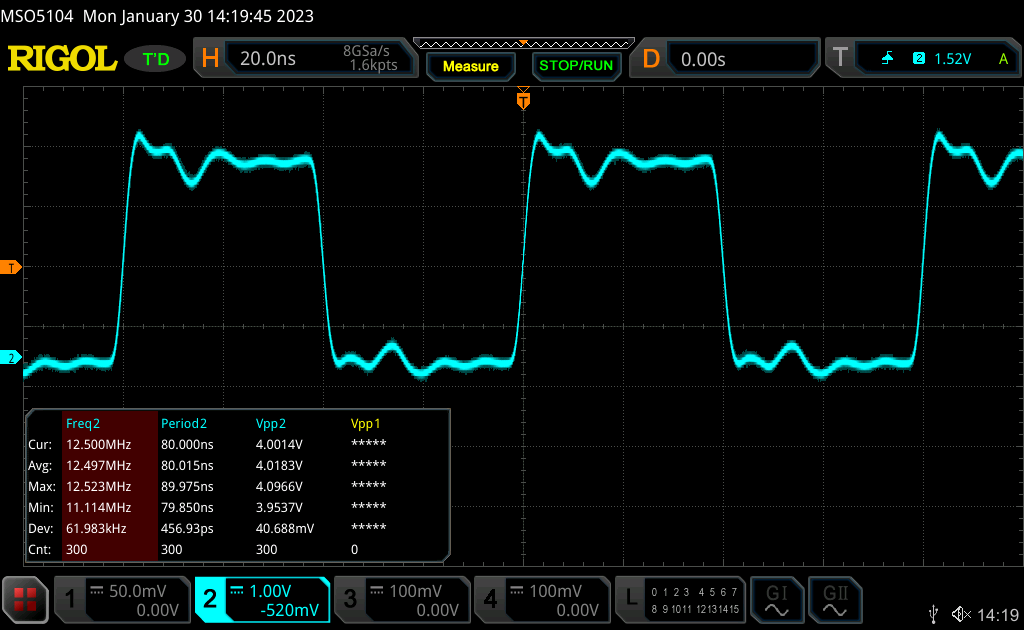 MSO5104 Mon January 30 14:19:45 2023
RIGOL T'D H 20.0ns 8GSa/s 1.6kpts Measure STOP/RUN D 0.00s T 2 1.52V A
T
T
2
Freq2 Period2 Vpp2 Vpp1
Cur: 12.500MHz 80.000ns 4.0014V *****
Avg: 12.497MHz 80.015ns 4.0183V *****
Max: 12.523MHz 89.975ns 4.0966V *****
Min: 11.114MHz 79.850ns 3.9537V *****
Dev: 61.983kHz 456.93ps 40.688mV *****
Cnt: 300 300 300 0
1 50.0mV 0.00V
2 1.00V -520mV
3 100mV 0.00V
4 100mV 0.00V
L 0 1 2 3 4 5 6 7
8 9 10 11 12 13 14 15
GI
GII
14:19